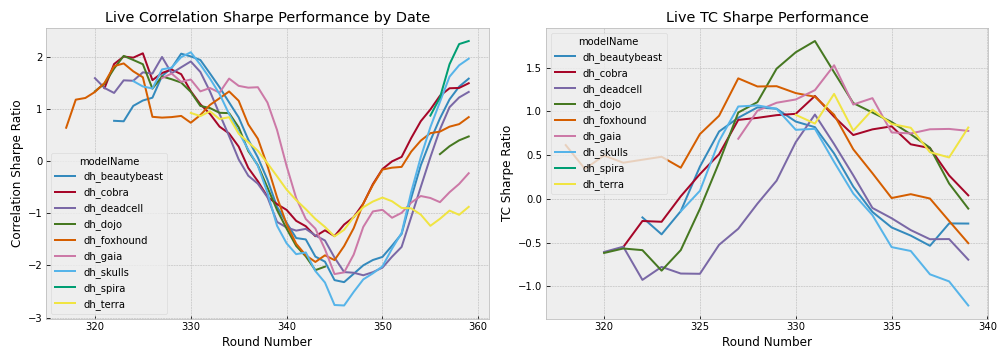 Live Correlation Sharpe Performance by Date
Correlation Sharpe Ratio
2
1
0
−1
−2
−3
modelName
dh_beautybeast
dh_cobra
dh_deadcell
dh_dojo
dh_foxhound
dh_gaia
dh_skulls
dh_spira
dh_terra
320
330
340
350
360
Round Number
Live TC Sharpe Performance
TC Sharpe Ratio
1.5
1.0
0.5
0.0
−0.5
−1.0
modelName
dh_beautybeast
dh_cobra
dh_deadcell
dh_dojo
dh_foxhound
dh_gaia
dh_skulls
dh_spira
dh_terra
320
325
330
335
340
Round Number